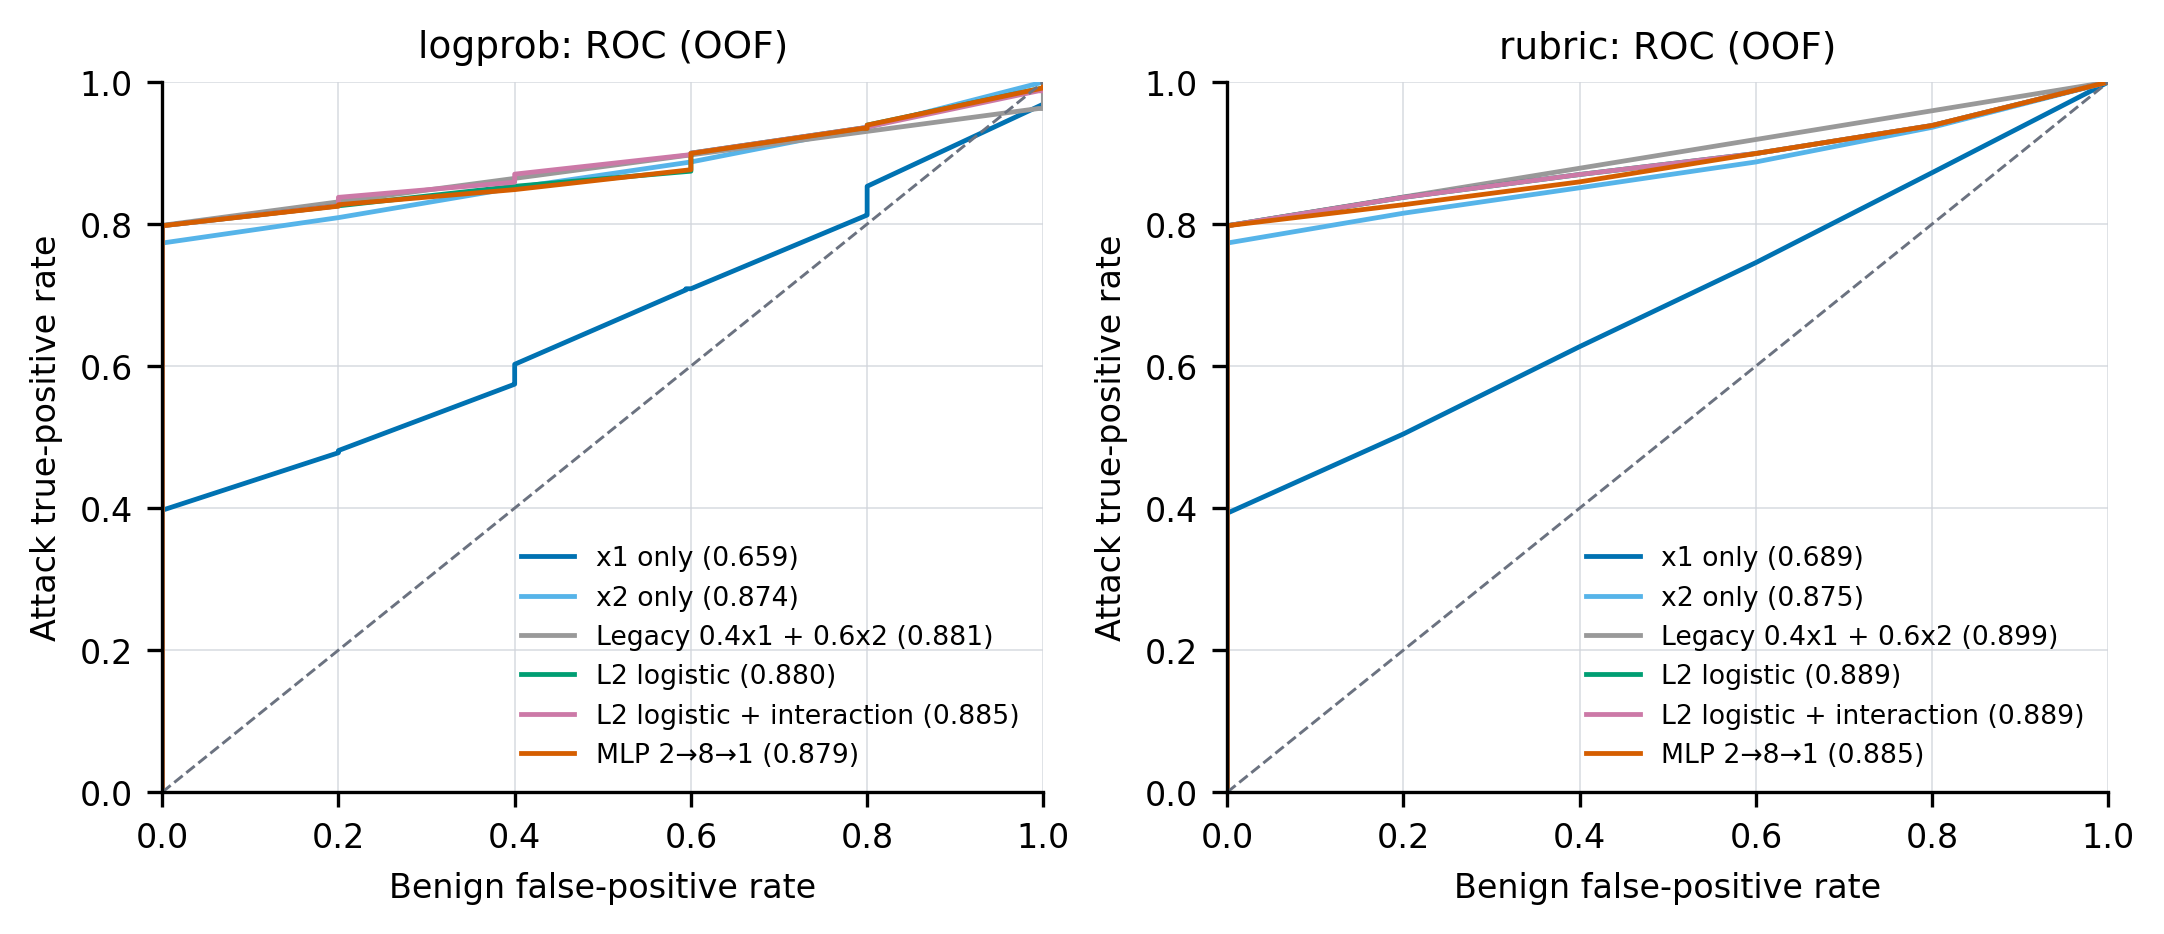 logprob: ROC (OOF)
Attack true-positive rate
1.0
0.8
0.6
0.4
0.2
0.0
x1 only (0.659)
x2 only (0.874)
Legacy 0.4x1 + 0.6x2 (0.881)
L2 logistic (0.880)
L2 logistic + interaction (0.885)
MLP 2→8→1 (0.879)
0.0 0.2 0.4 0.6 0.8 1.0
Benign false-positive rate
rubric: ROC (OOF)
Attack true-positive rate
1.0
0.8
0.6
0.4
0.2
0.0
x1 only (0.689)
x2 only (0.875)
Legacy 0.4x1 + 0.6x2 (0.899)
L2 logistic (0.889)
L2 logistic + interaction (0.889)
MLP 2→8→1 (0.885)
0.0 0.2 0.4 0.6 0.8 1.0
Benign false-positive rate